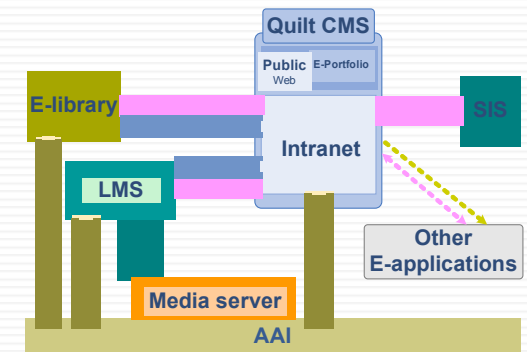 Quilt CMS
Public
Web
E-Portfolio
E-library
SIS
Intranet
LMS
Other
E-applications
Media server
AAI